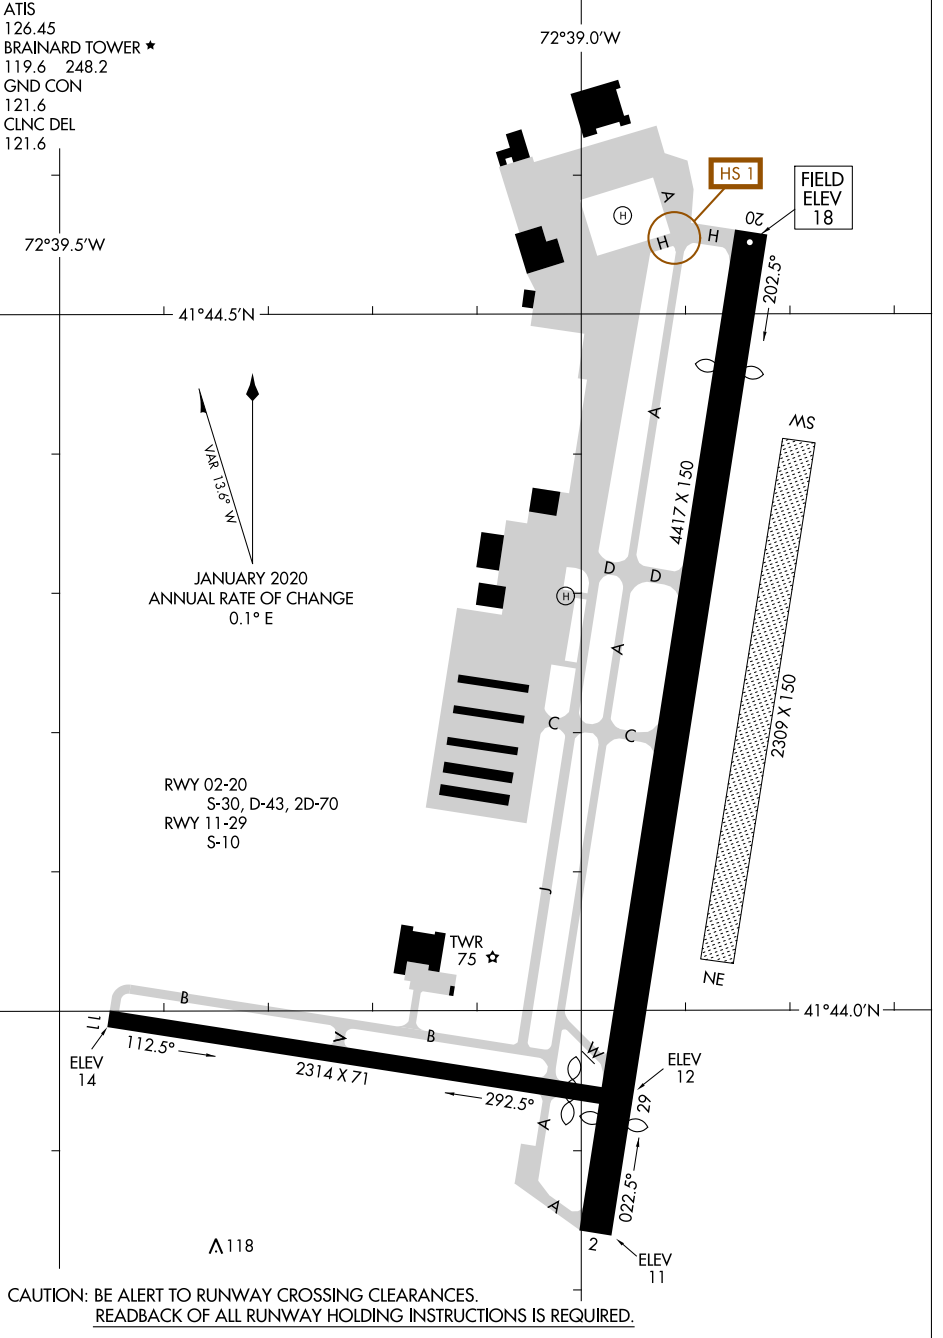 ATIS
126.45
BRAINARD TOWER ★
119.6 248.2
GND CON
121.6
CLNC DEL
121.6
72°39.0'W
HS 1
FIELD
ELEV
18
A
H
H
20
72°39.5'W
202.5°
41°44.5'N
VAR 13.6° W
A
SW
4417 X 150
H
JANUARY 2020
ANNUAL RATE OF CHANGE
0.1° E
D
D
H
A
2309 X 150
C
C
RWY 02-20
S-30, D-43, 2D-70
RWY 11-29
S-10
J
TWR
75
NE
B
41°44.0'N
11
112.5°
V
B
W
ELEV
14
2314 X 71
292.5°
ELEV
12
29
A
022.5°
A
2
118
ELEV
11
CAUTION: BE ALERT TO RUNWAY CROSSING CLEARANCES.
READBACK OF ALL RUNWAY HOLDING INSTRUCTIONS IS REQUIRED.